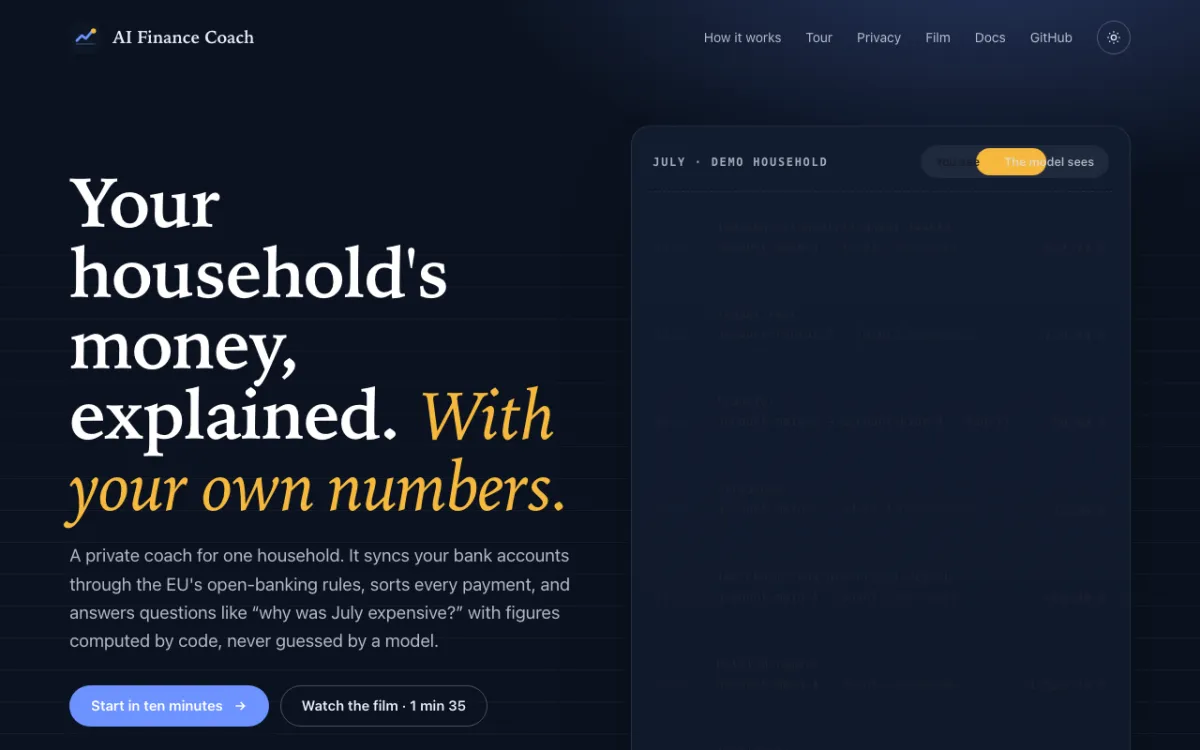 AI Finance Coach
How it works
Tour
Privacy
Film
Docs
GitHub
Your
household's
money,
explained. With
your own numbers.
A private coach for one household. It syncs your bank accounts
through the EU's open-banking rules, sorts every payment, and
answers questions like “why was July expensive?” with figures
computed by code, never guessed by a model.
Start in ten minutes →
Watch the film · 1 min 35
JULY · DEMO HOUSEHOLD
You see
The model sees